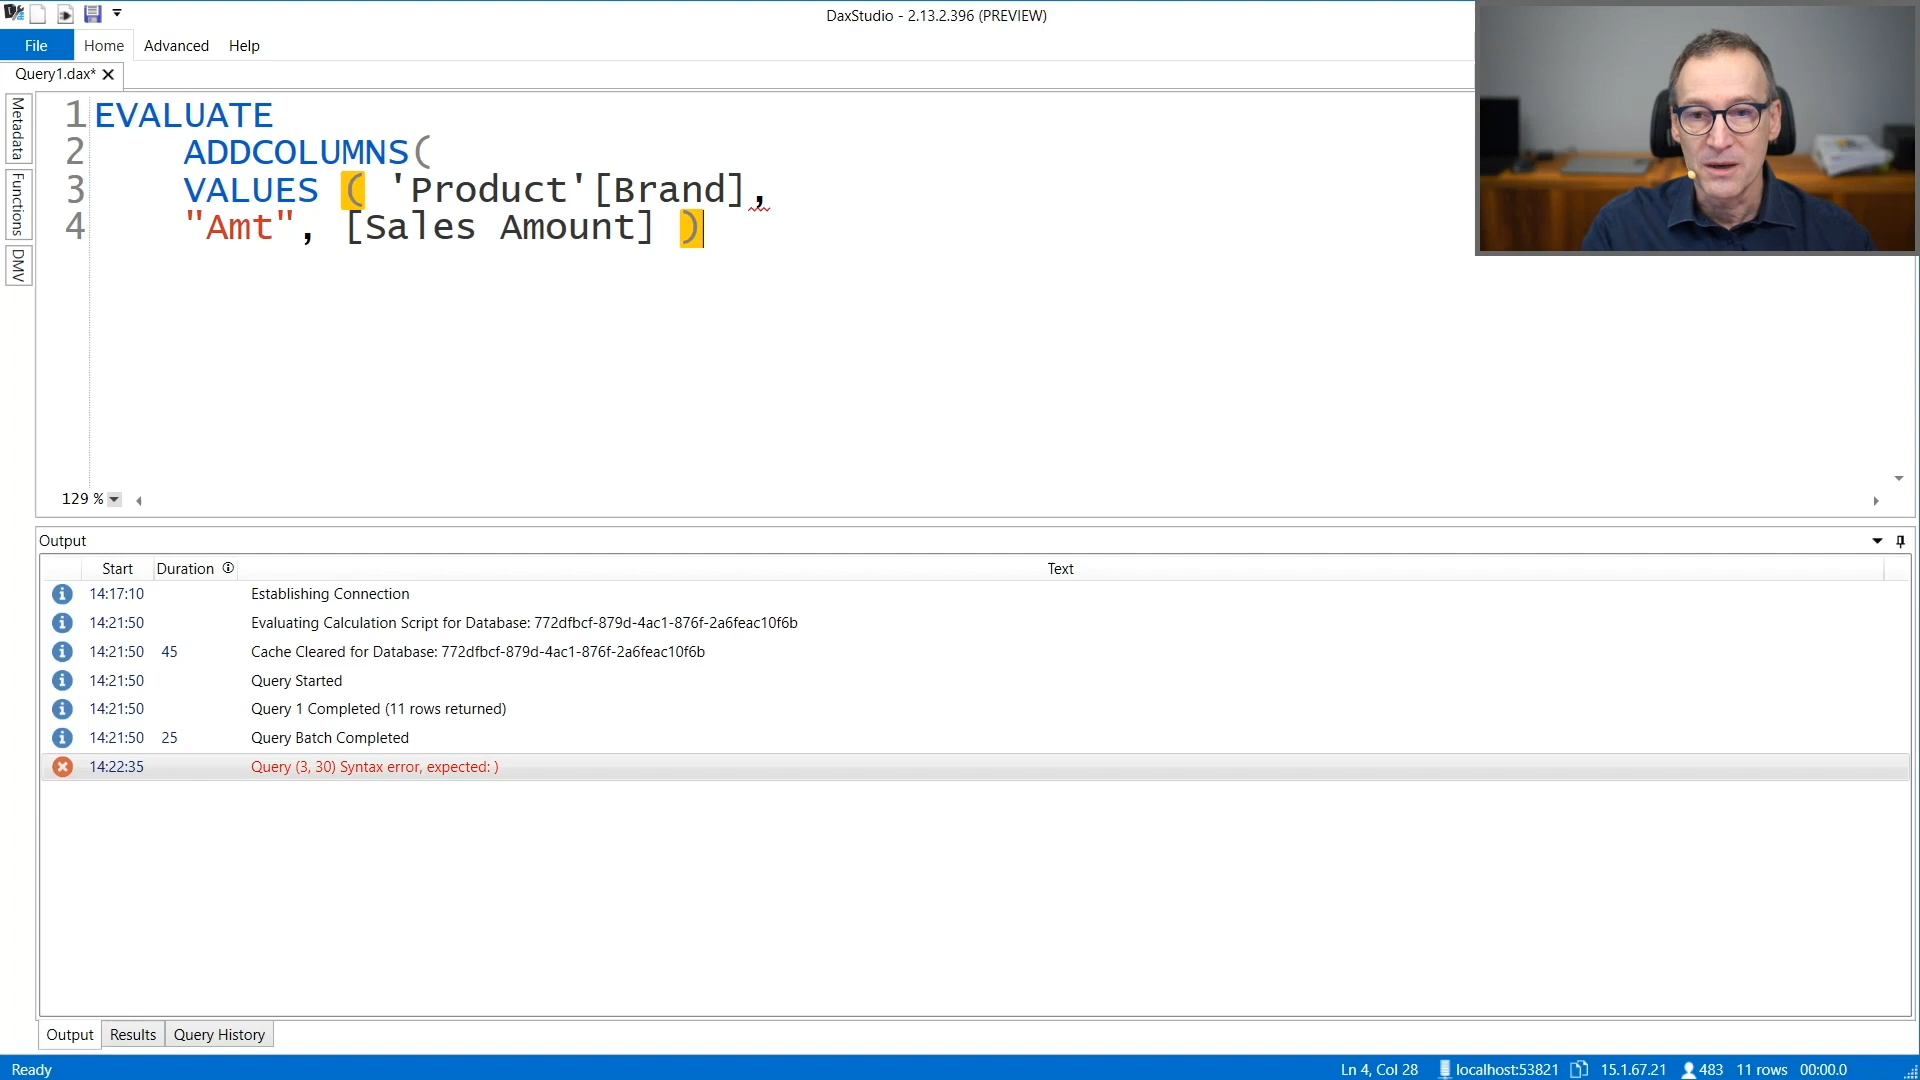 DaxStudio - 2.13.2.396 (PREVIEW)
File Home Advanced Help
Query1.dax*
Metadata
Functions
DMV
1 EVALUATE
2 ADDCOLUMNS(
3 VALUES ( 'Product'[Brand],
4 "Amt", [Sales Amount] )
129 %
Output
Start Duration Text
14:17:10 Establishing Connection
14:21:50 Evaluating Calculation Script for Database: 772dfbcf-879d-4ac1-876f-2a6feac10f6b
14:21:50 45 Cache Cleared for Database: 772dfbcf-879d-4ac1-876f-2a6feac10f6b
14:21:50 Query Started
14:21:50 Query 1 Completed (11 rows returned)
14:21:50 25 Query Batch Completed
14:22:35 Query (3, 30) Syntax error, expected: )
Output Results Query History
Ready Ln 4, Col 28 localhost:53821 15.1.67.21 483 11 rows 00:00.0